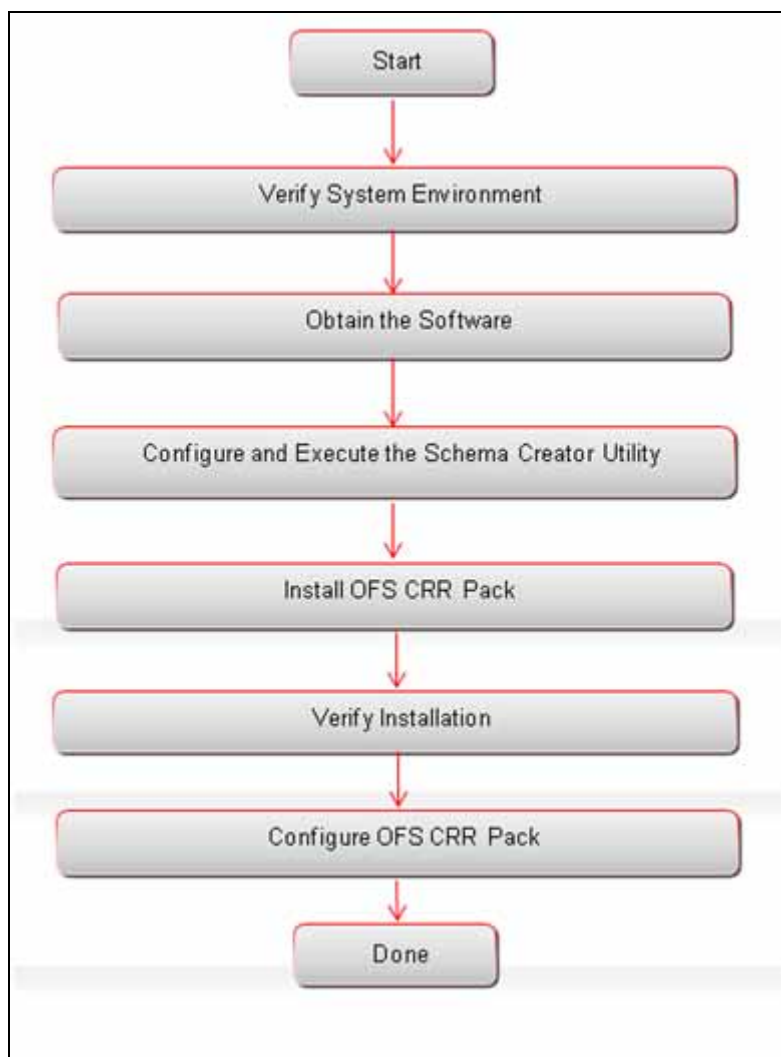 Start
Verify System Environment
Obtain the Software
Configure and Execute the Schema Creator Utility
Install OFS CRR Pack
Verify Installation
Configure OFS CRR Pack
Done